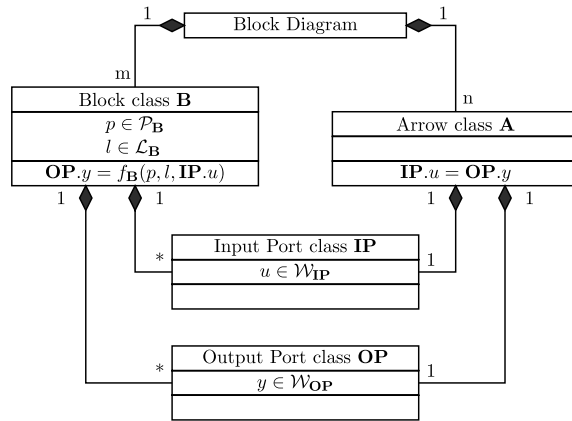 1 Block Diagram 1
m
n
Block class B
p ∈ 𝒫_B
l ∈ ℒ_B
OP.y = f_B(p, l, IP.u)
Arrow class A
IP.u = OP.y
1 1 1 1
Input Port class IP
* u ∈ 𝒲_IP 1
Output Port class OP
* y ∈ 𝒲_OP 1